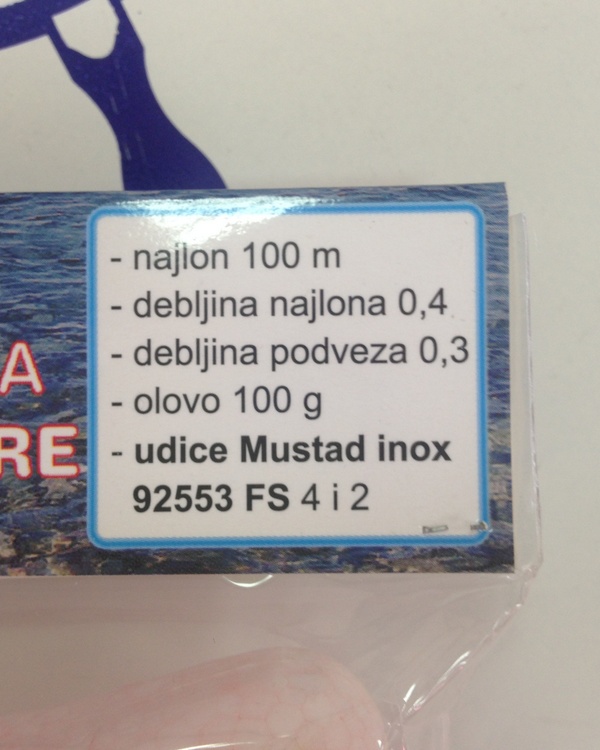 - najlon 100 m
- debljina najlona 0,4
- debljina podveza 0,3
A
- olovo 100 g
RE
- udice Mustad inox
92553 FS 4 i 2